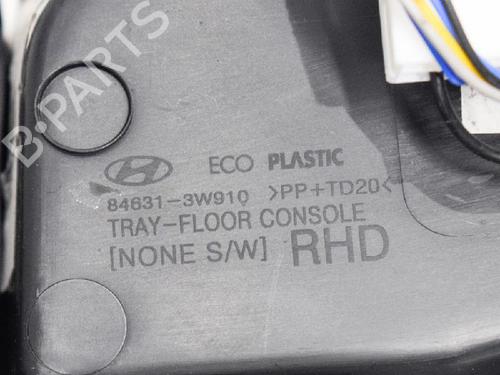 B-PARTS
ECO PLASTIC
84631-3W910 >PP+TD20<
TRAY-FLOOR CONSOLE
[NONE S/W] RHD